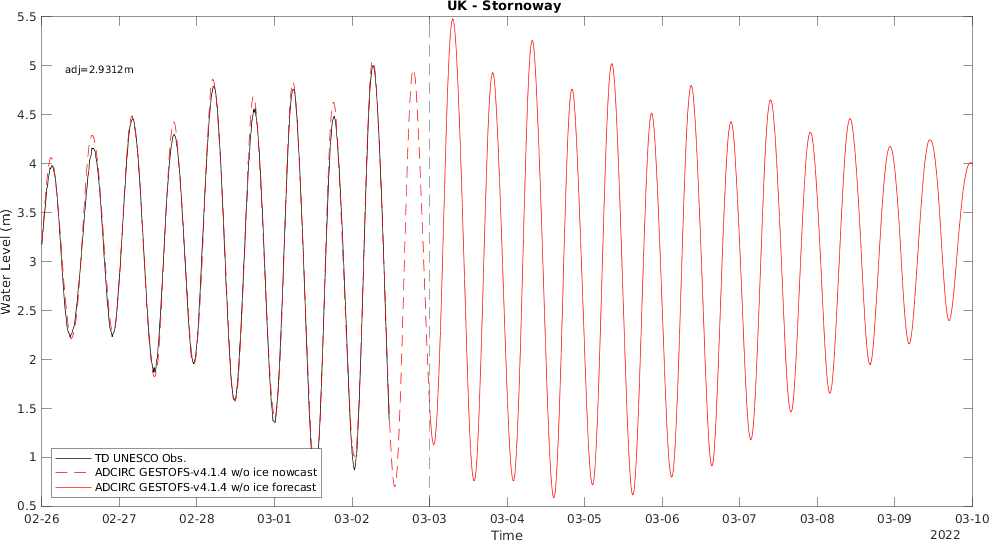 UK - Stornoway
adj=2.9312m
Water Level (m)
5.5
5
4.5
4
3.5
3
2.5
2
1.5
1
0.5
TD UNESCO Obs.
ADCIRC GESTOFS-v4.1.4 w/o ice nowcast
ADCIRC GESTOFS-v4.1.4 w/o ice forecast
02-26 02-27 02-28 03-01 03-02 03-03 03-04 03-05 03-06 03-07 03-08 03-09 03-10
Time
2022